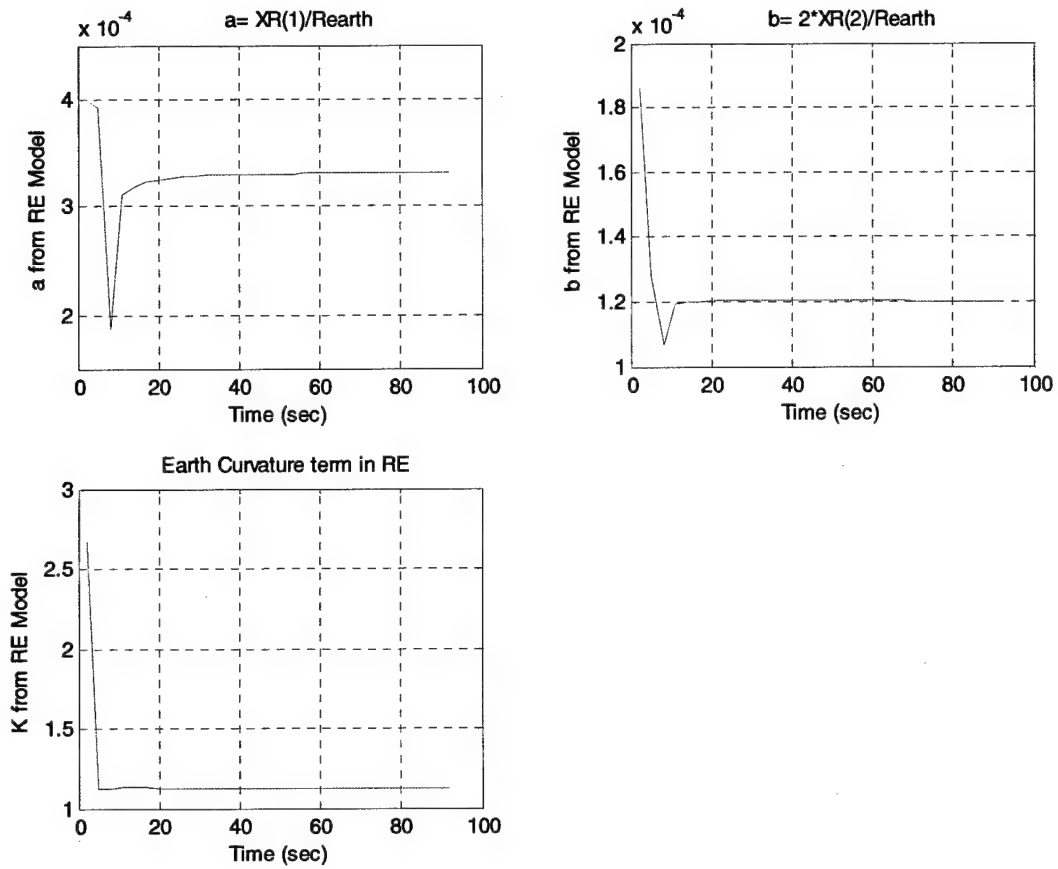 x 10^-4
a= XR(1)/Rearth
4
3
2
a from RE Model
0 20 40 60 80 100
Time (sec)
2 x 10^-4
b= 2*XR(2)/Rearth
1.8
1.6
1.4
1.2
1
b from RE Model
0 20 40 60 80 100
Time (sec)
Earth Curvature term in RE
3
2.5
2
1.5
1
K from RE Model
0 20 40 60 80 100
Time (sec)